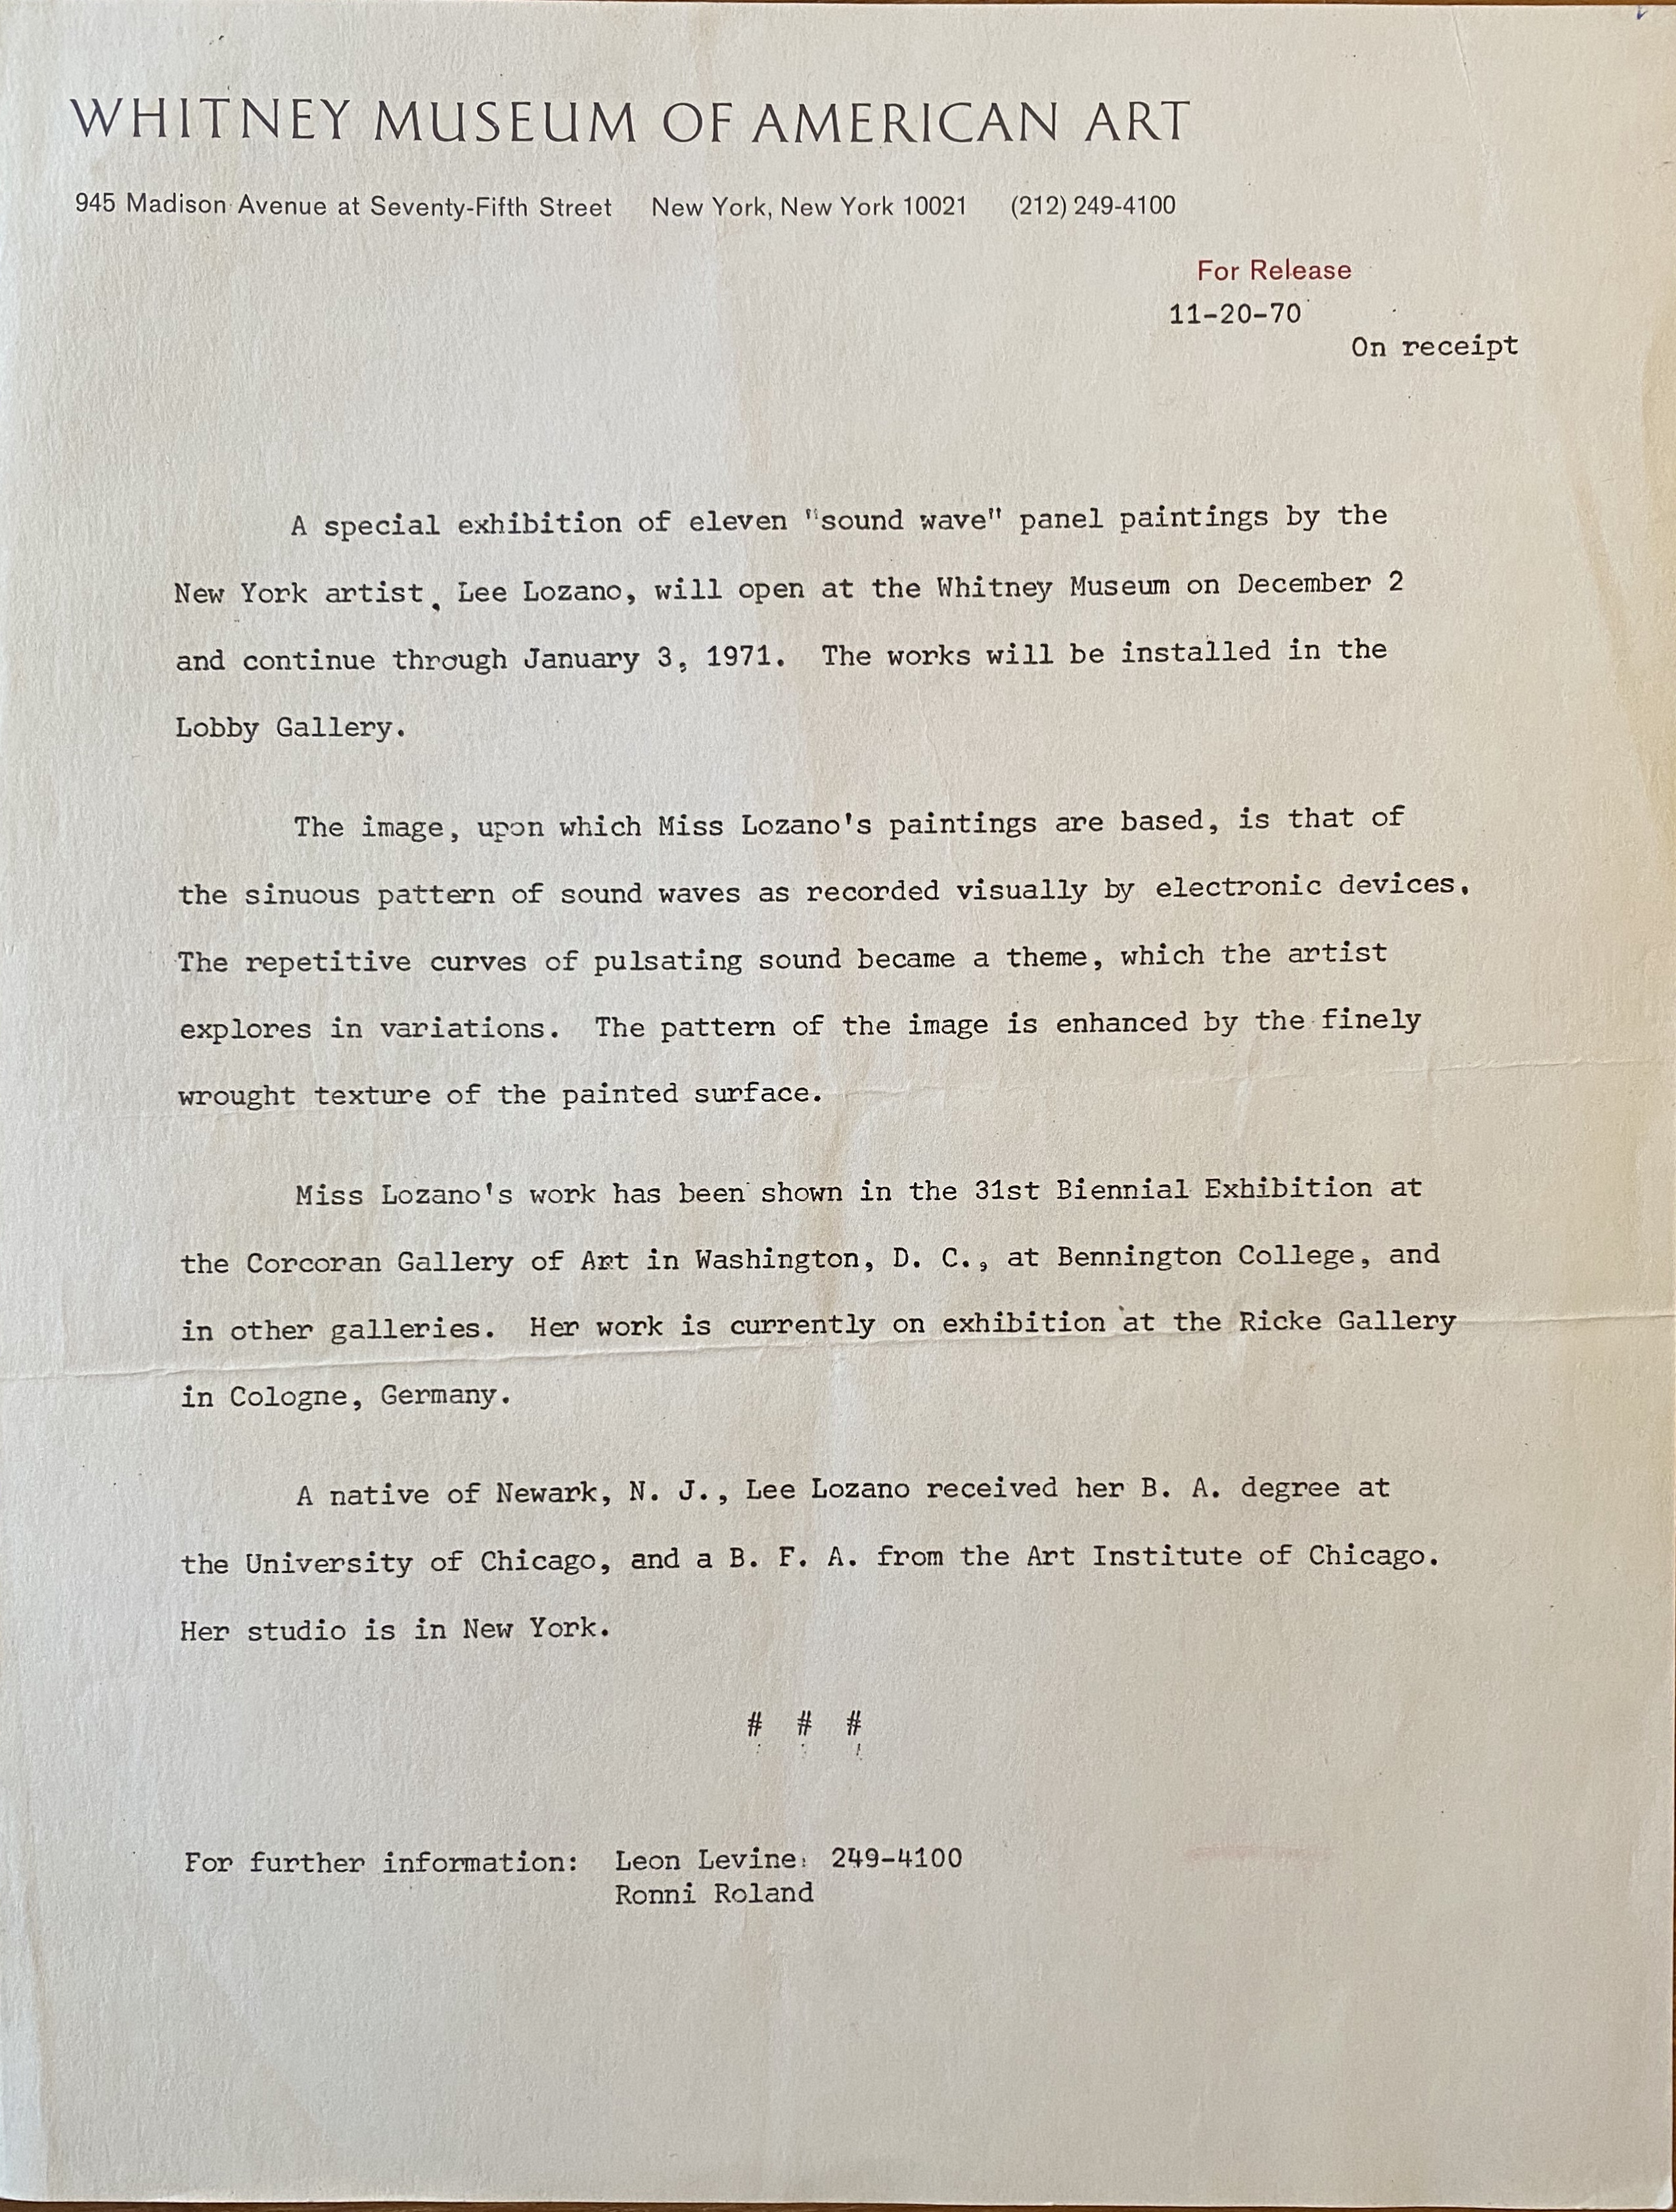 WHITNEY MUSEUM OF AMERICAN ART
945 Madison Avenue at Seventy-Fifth Street New York, New York 10021 (212) 249-4100
For Release
11-20-70
On receipt
A special exhibition of eleven "sound wave" panel paintings by the
New York artist, Lee Lozano, will open at the Whitney Museum on December 2
and continue through January 3, 1971. The works will be installed in the
Lobby Gallery.
The image, upon which Miss Lozano's paintings are based, is that of
the sinuous pattern of sound waves as recorded visually by electronic devices.
The repetitive curves of pulsating sound became a theme, which the artist
explores in variations. The pattern of the image is enhanced by the finely
wrought texture of the painted surface.
Miss Lozano's work has been shown in the 31st Biennial Exhibition at
the Corcoran Gallery of Art in Washington, D. C., at Bennington College, and
in other galleries. Her work is currently on exhibition at the Ricke Gallery
in Cologne, Germany.
A native of Newark, N. J., Lee Lozano received her B. A. degree at
the University of Chicago, and a B. F. A. from the Art Institute of Chicago.
Her studio is in New York.
# # #
For further information: Leon Levine: 249-4100
Ronni Roland